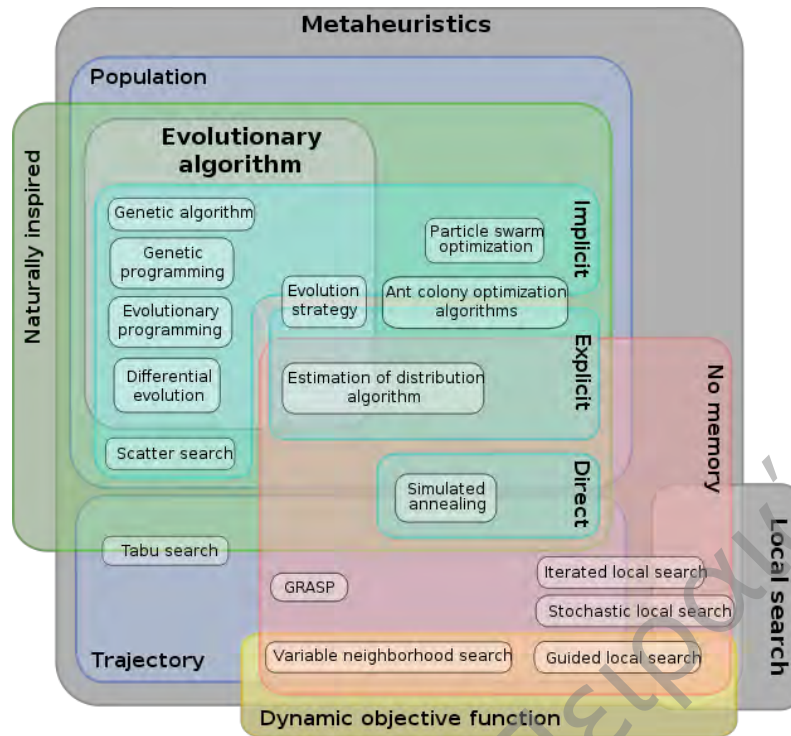 Metaheuristics
Population
Naturally inspired
Evolutionary
algorithm
Genetic algorithm
Implicit
Particle swarm
optimization
Genetic
programming
Evolution
strategy
Ant colony optimization
algorithms
Evolutionary
programming
Explicit
Differential
evolution
Estimation of distribution
algorithm
No memory
Scatter search
Direct
Simulated
annealing
Local search
Tabu search
GRASP
Iterated local search
Stochastic local search
Trajectory
Variable neighborhood search
Guided local search
Dynamic objective function